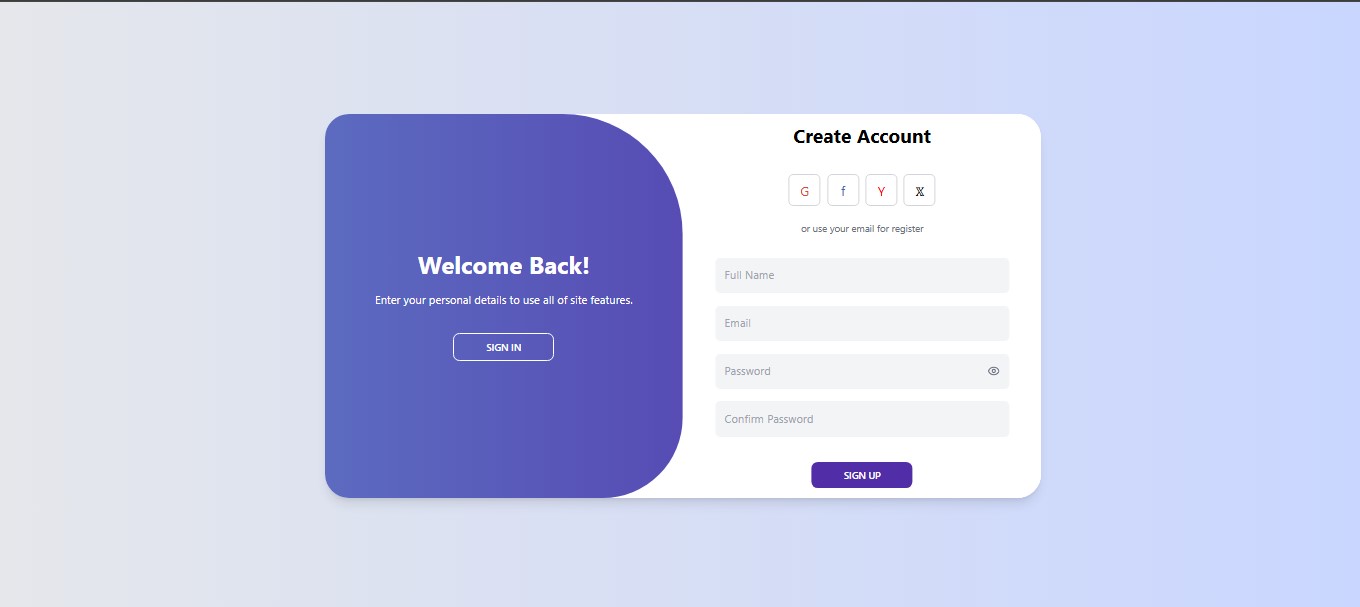 Welcome Back!
Enter your personal details to use all of site features.
SIGN IN
Create Account
G f Y 𝕏
or use your email for register
Full Name
Email
Password
Confirm Password
SIGN UP